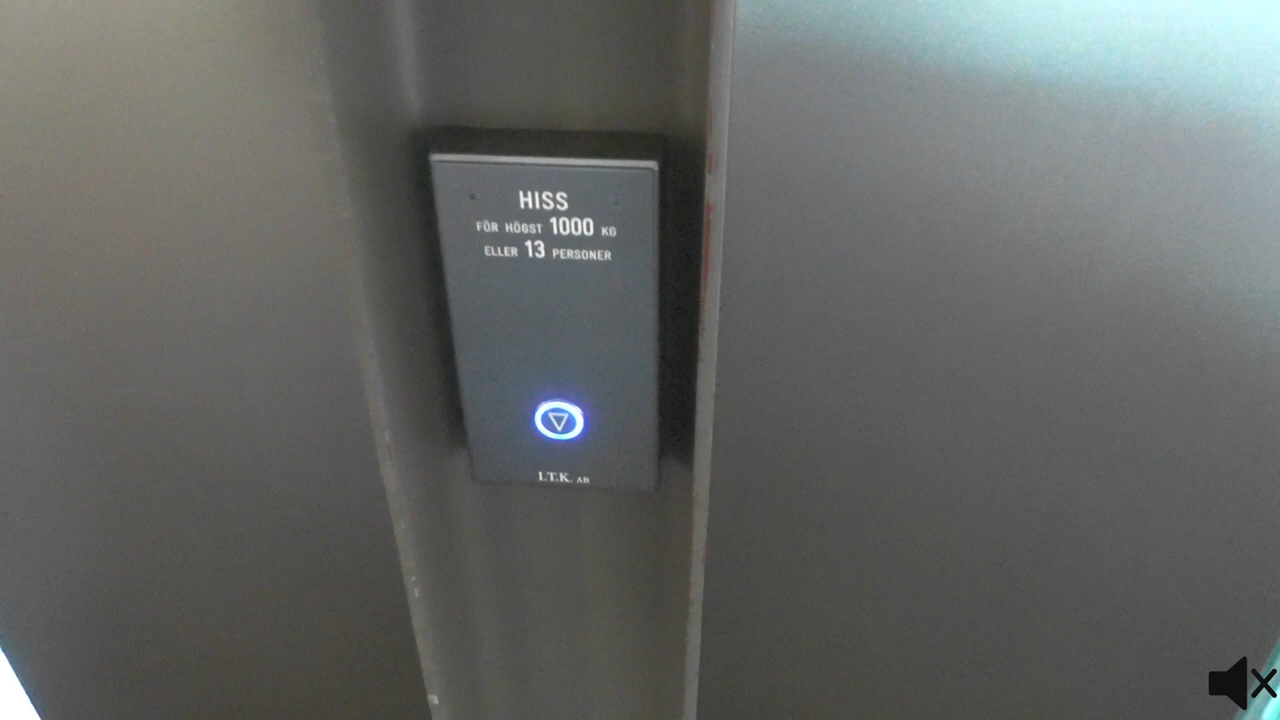 HISS
FÖR HÖGST 1000 KG
ELLER 13 PERSONER
I.T.K. AB